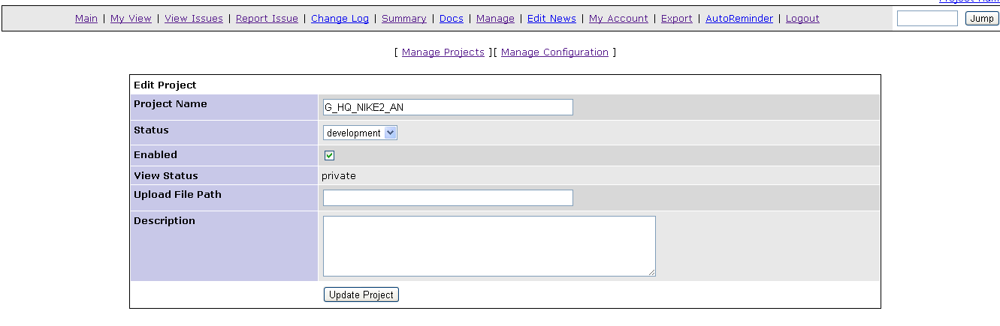 Main | My View | View Issues | Report Issue | Change Log | Summary | Docs | Manage | Edit News | My Account | Export | AutoReminder | Logout
Jump
[ Manage Projects ][ Manage Configuration ]
Edit Project
Project Name G_HQ_NIKE2_AN
Status development
Enabled
View Status private
Upload File Path
Description
Update Project